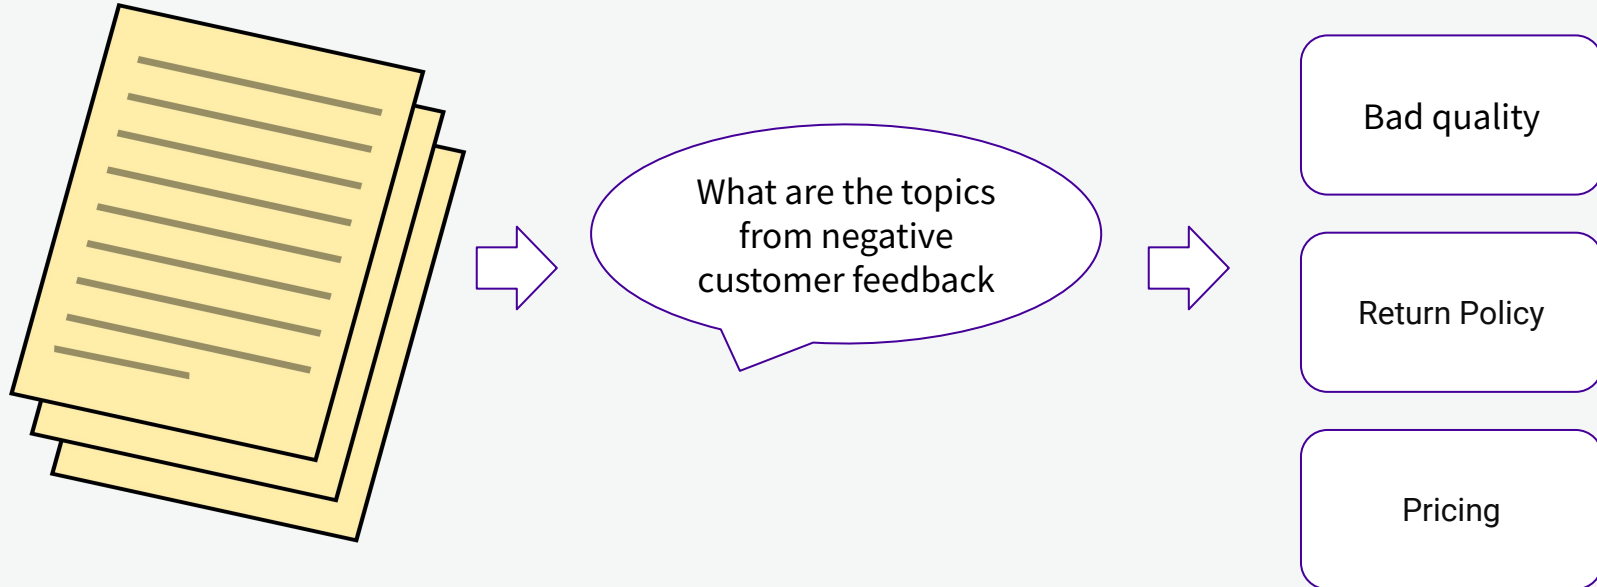 What are the topics
from negative
customer feedback
Bad quality
Return Policy
Pricing